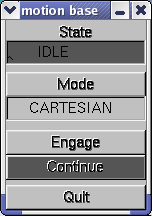 motion base
State
IDLE
Mode
CARTESIAN
Engage
Continue
Quit